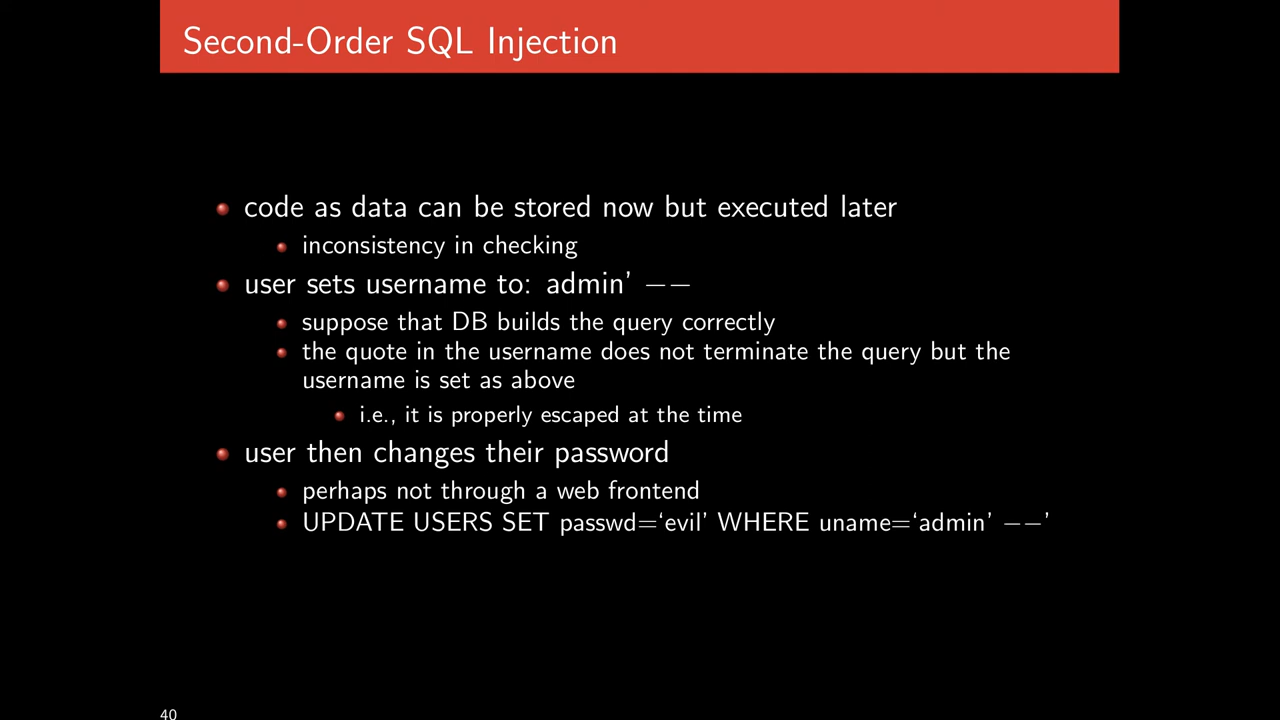 Second-Order SQL Injection
code as data can be stored now but executed later
inconsistency in checking
user sets username to: admin’ −−
suppose that DB builds the query correctly
the quote in the username does not terminate the query but the
username is set as above
i.e., it is properly escaped at the time
user then changes their password
perhaps not through a web frontend
UPDATE USERS SET passwd=‘evil’ WHERE uname=‘admin’ −−’
40